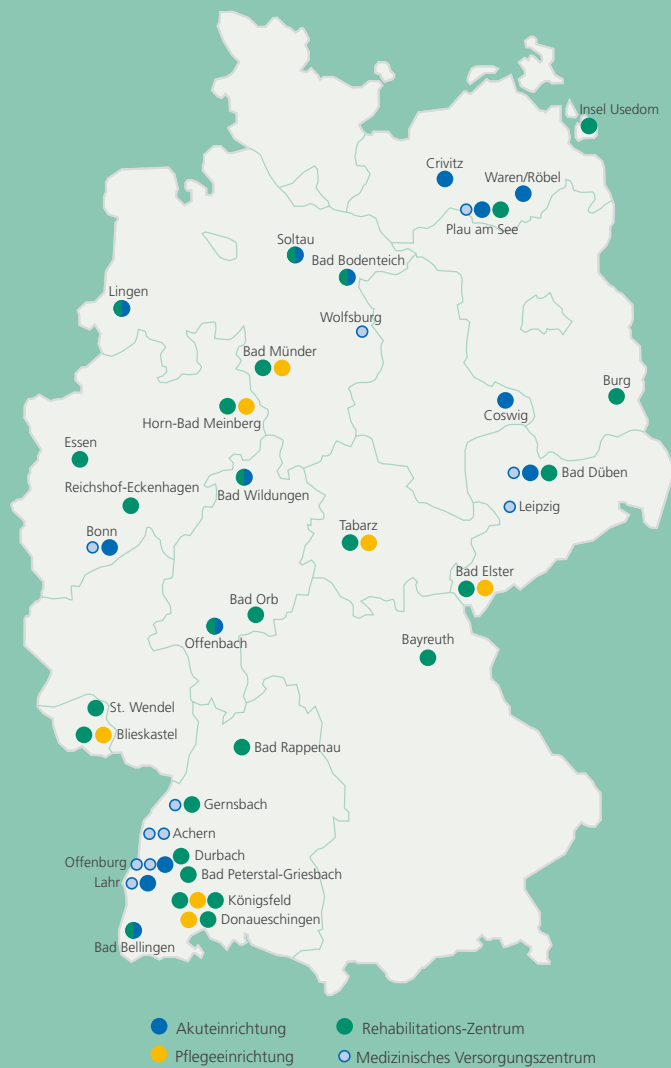 Insel Usedom
Crivitz
Waren/Röbel
Plau am See
Soltau
Bad Bodenteich
Lingen
Wolfsburg
Bad Münder
Burg
Coswig
Horn-Bad Meinberg
Essen
Bad Düben
Reichshof-Eckenhagen
Bad Wildungen
Leipzig
Bonn
Tabarz
Bad Elster
Bad Orb
Offenbach
Bayreuth
St. Wendel
Blieskastel
Bad Rappenau
Gernsbach
Achern
Durbach
Offenburg
Bad Peterstal-Griesbach
Lahr
Königsfeld
Donaueschingen
Bad Bellingen
Akuteinrichtung
Rehabilitations-Zentrum
Pflegeeinrichtung
Medizinisches Versorgungszentrum